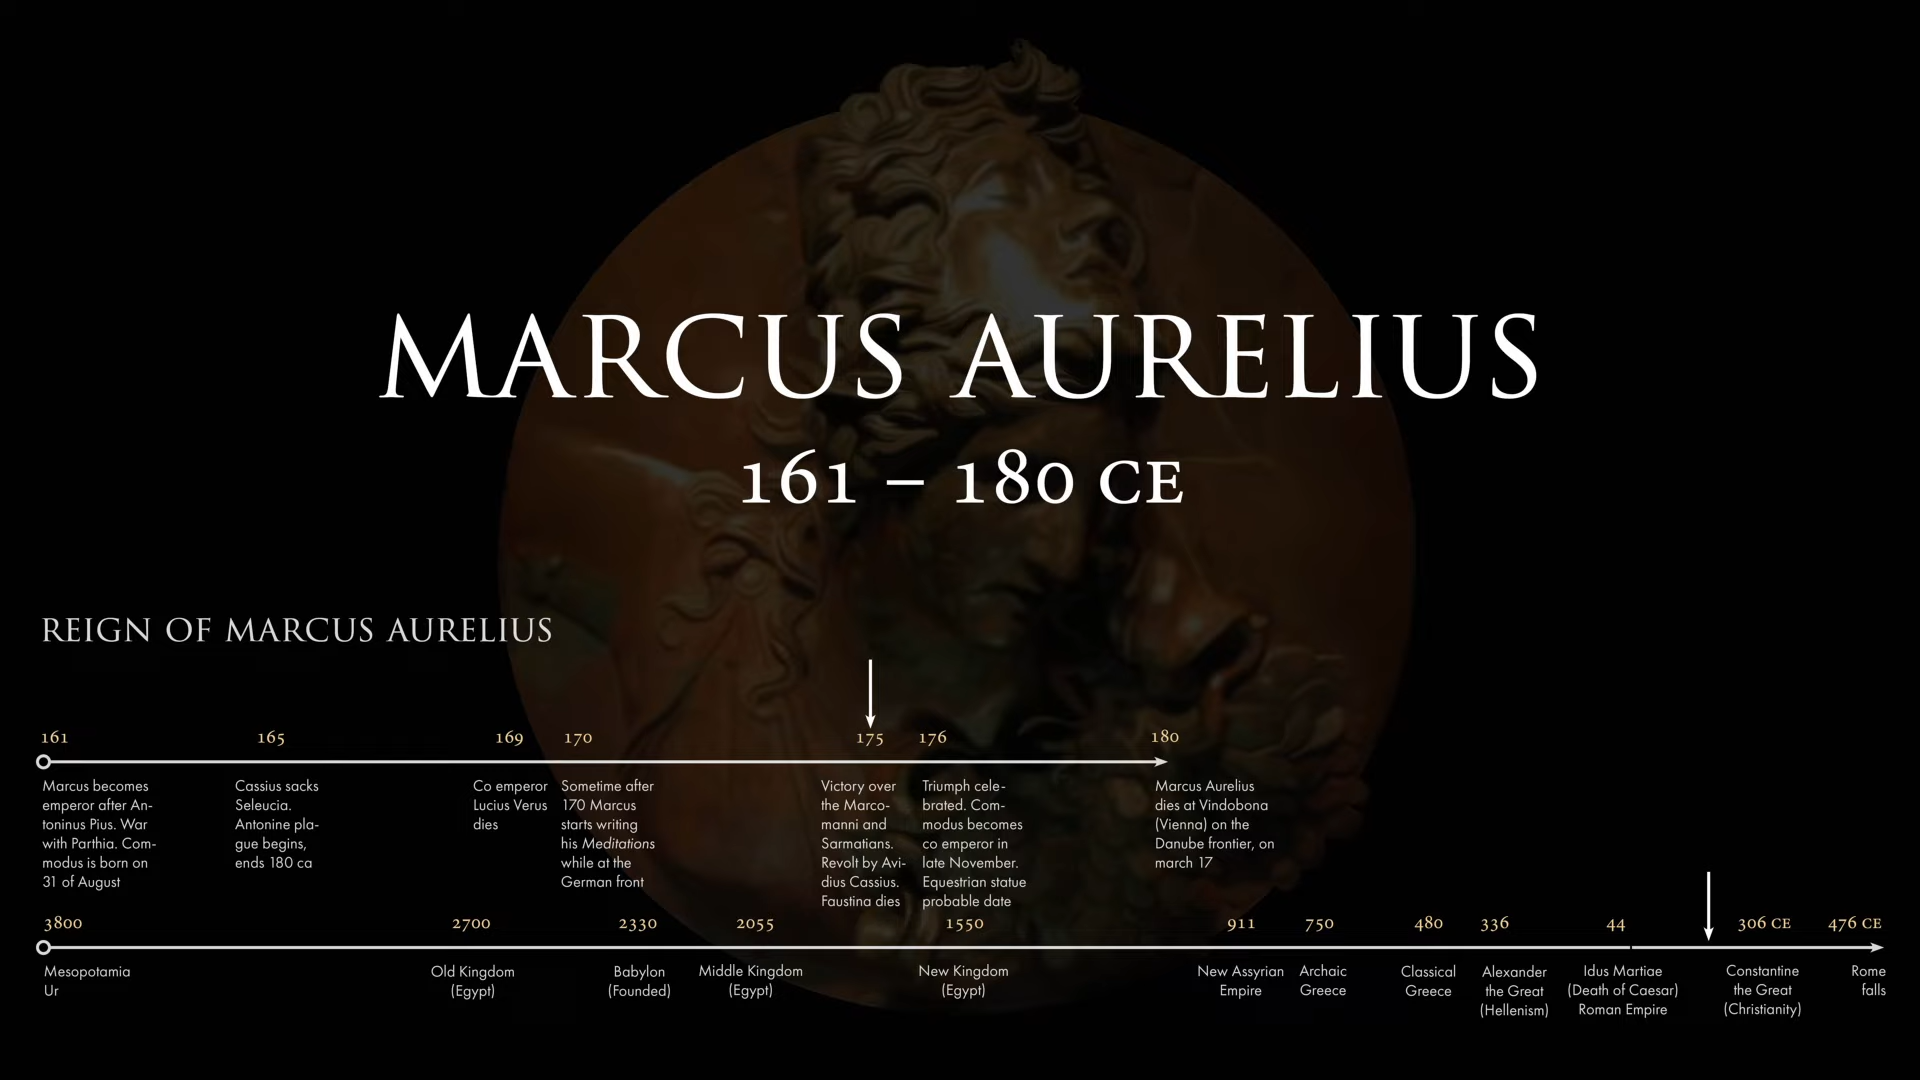 MARCUS AURELIUS
161 – 180 CE
REIGN OF MARCUS AURELIUS
161
Marcus becomes
emperor after An-
toninus Pius. War
with Parthia. Com-
modus is born on
31 of August
165
Cassius sacks
Seleucia.
Antonine pla-
gue begins,
ends 180 ca
169
Co emperor
Lucius Verus
dies
170
Sometime after
170 Marcus
starts writing
his Meditations
while at the
German front
175
Victory over
the Marco-
manni and
Sarmatians.
Revolt by Avi-
dius Cassius.
Faustina dies
176
Triumph cele-
brated. Com-
modus becomes
co emperor in
late November.
Equestrian statue
probable date
180
Marcus Aurelius
dies at Vindobona
(Vienna) on the
Danube frontier, on
march 17
3800
Mesopotamia
Ur
2700
Old Kingdom
(Egypt)
2330
Babylon
(Founded)
2055
Middle Kingdom
(Egypt)
1550
New Kingdom
(Egypt)
911
New Assyrian
Empire
750
Archaic
Greece
480
Classical
Greece
336
Alexander
the Great
(Hellenism)
44
Idus Martiae
(Death of Caesar)
Roman Empire
306 CE
Constantine
the Great
(Christianity)
476 CE
Rome
falls